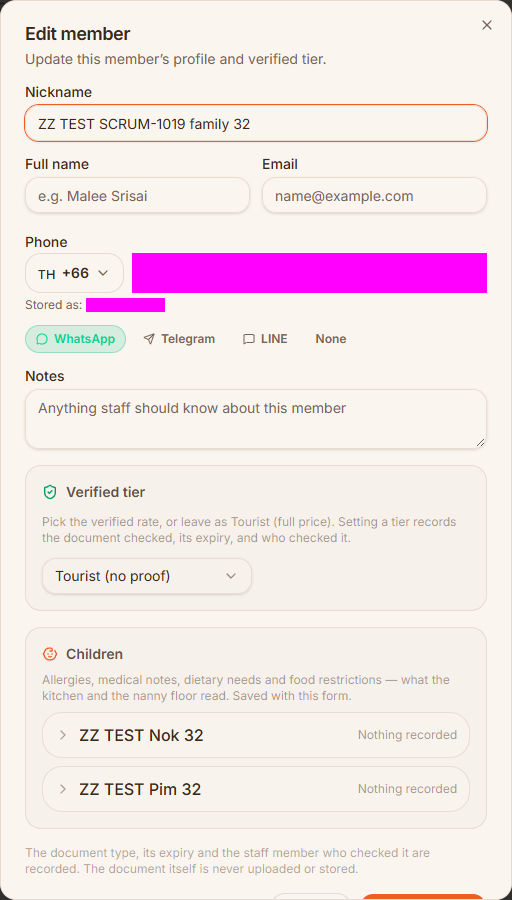 Edit member
Update this member's profile and verified tier.
Nickname
ZZ TEST SCRUM-1019 family 32
Full name
Email
e.g. Malee Srisai
name@example.com
Phone
TH +66
Stored as:
WhatsApp
Telegram
LINE
None
Notes
Anything staff should know about this member
Verified tier
Pick the verified rate, or leave as Tourist (full price). Setting a tier records
the document checked, its expiry, and who checked it.
Tourist (no proof)
Children
Allergies, medical notes, dietary needs and food restrictions — what the
kitchen and the nanny floor read. Saved with this form.
ZZ TEST Nok 32
Nothing recorded
ZZ TEST Pim 32
Nothing recorded
The document type, its expiry and the staff member who checked it are
recorded. The document itself is never uploaded or stored.